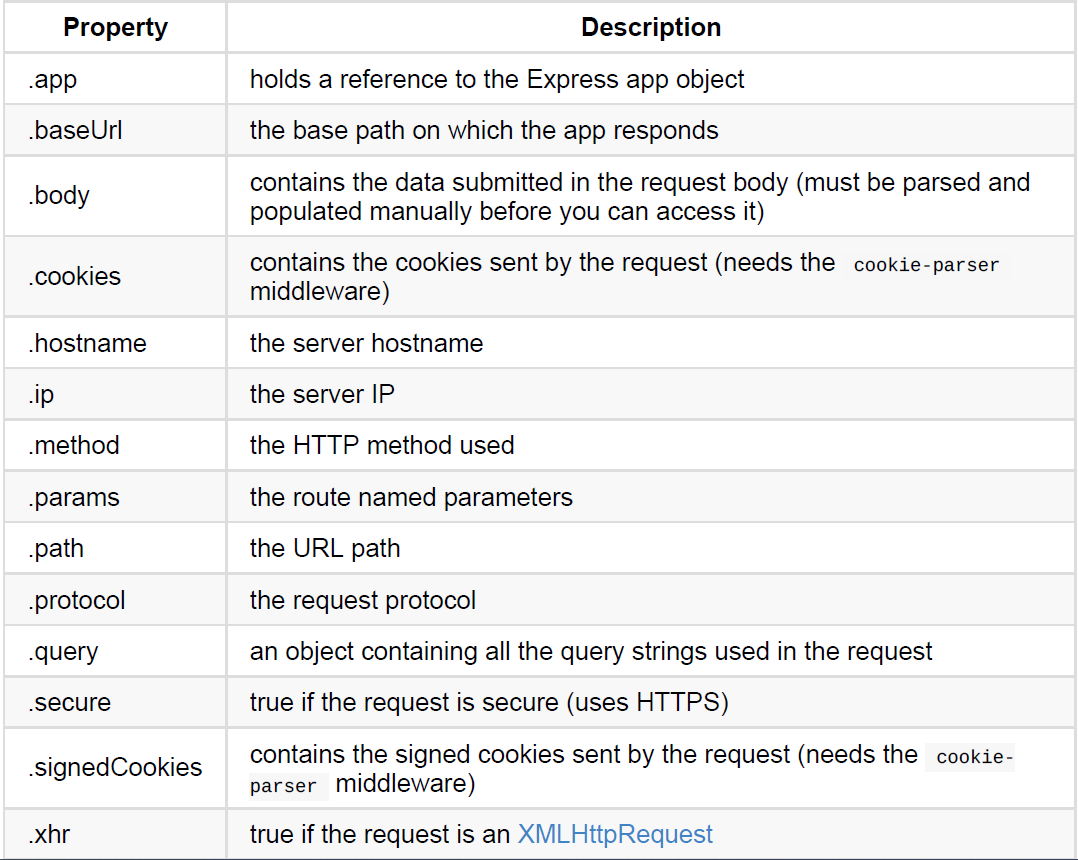 Property Description
.app holds a reference to the Express app object
.baseUrl the base path on which the app responds
.body contains the data submitted in the request body (must be parsed and
populated manually before you can access it)
.cookies contains the cookies sent by the request (needs the cookie-parser
middleware)
.hostname the server hostname
.ip the server IP
.method the HTTP method used
.params the route named parameters
.path the URL path
.protocol the request protocol
.query an object containing all the query strings used in the request
.secure true if the request is secure (uses HTTPS)
.signedCookies contains the signed cookies sent by the request (needs the cookie-
parser middleware)
.xhr true if the request is an XMLHttpRequest